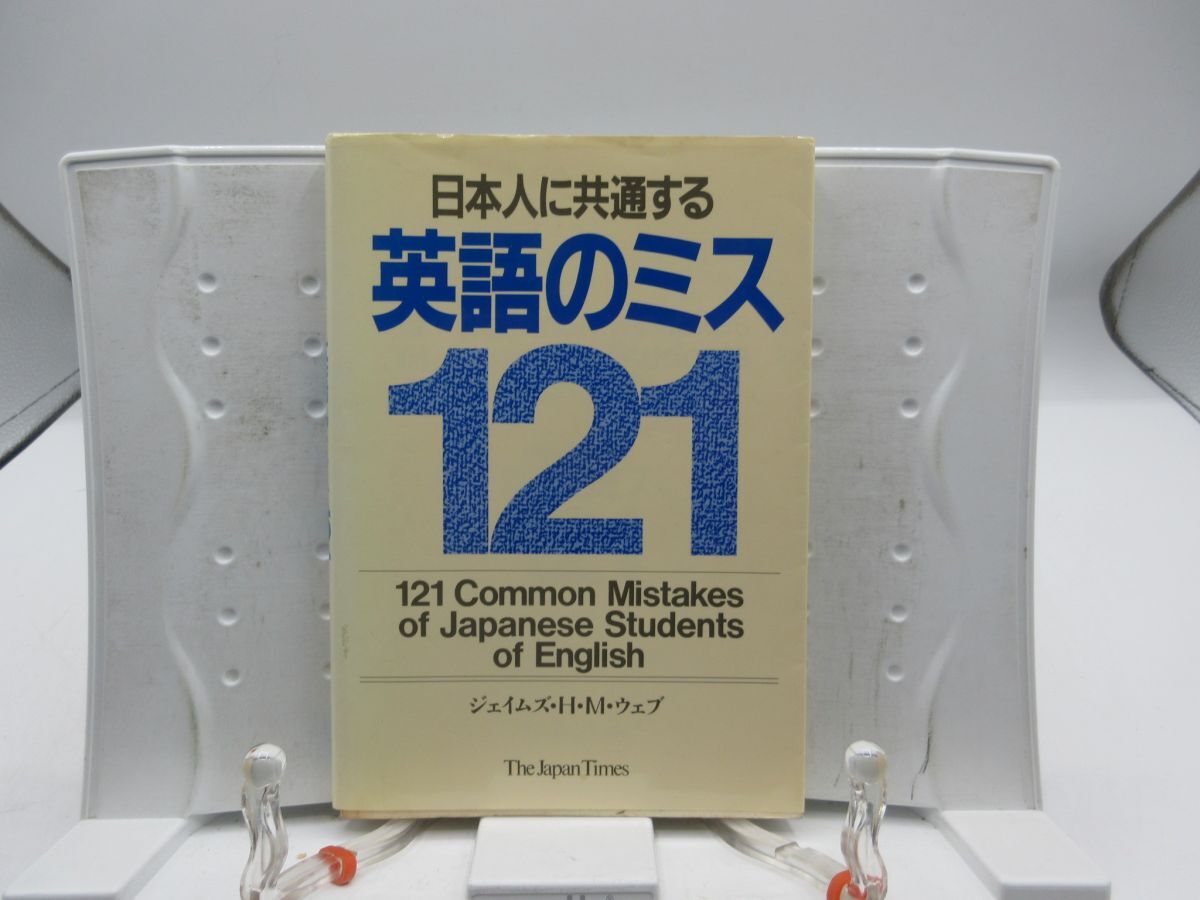 日本人に共通する
英語のミス
121
121 Common Mistakes
of Japanese Students
of English
ジェイムズ・H・M・ウェブ
The Japan Times